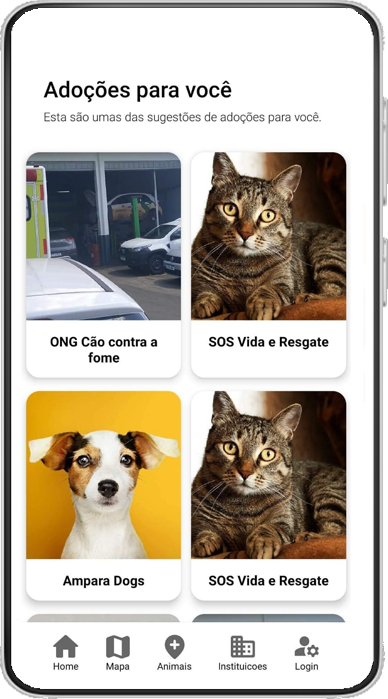 Adoções para você
Esta são umas das sugestões de adoções para você.
ONG Cão contra a
fome
SOS Vida e Resgate
Ampara Dogs
SOS Vida e Resgate
Home
Mapa
Animais
Instituicoes
Login